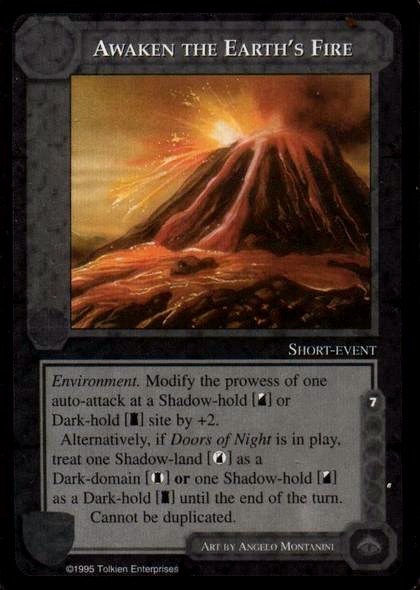 AWAKEN THE EARTH'S FIRE
SHORT-EVENT
Environment. Modify the prowess of one
auto-attack at a Shadow-hold [] or
Dark-hold [] site by +2.
Alternatively, if Doors of Night is in play,
treat one Shadow-land [] as a
Dark-domain [] or one Shadow-hold []
as a Dark-hold [] until the end of the turn.
Cannot be duplicated.
7
ART BY ANGELO MONTANINI
©1995 Tolkien Enterprises